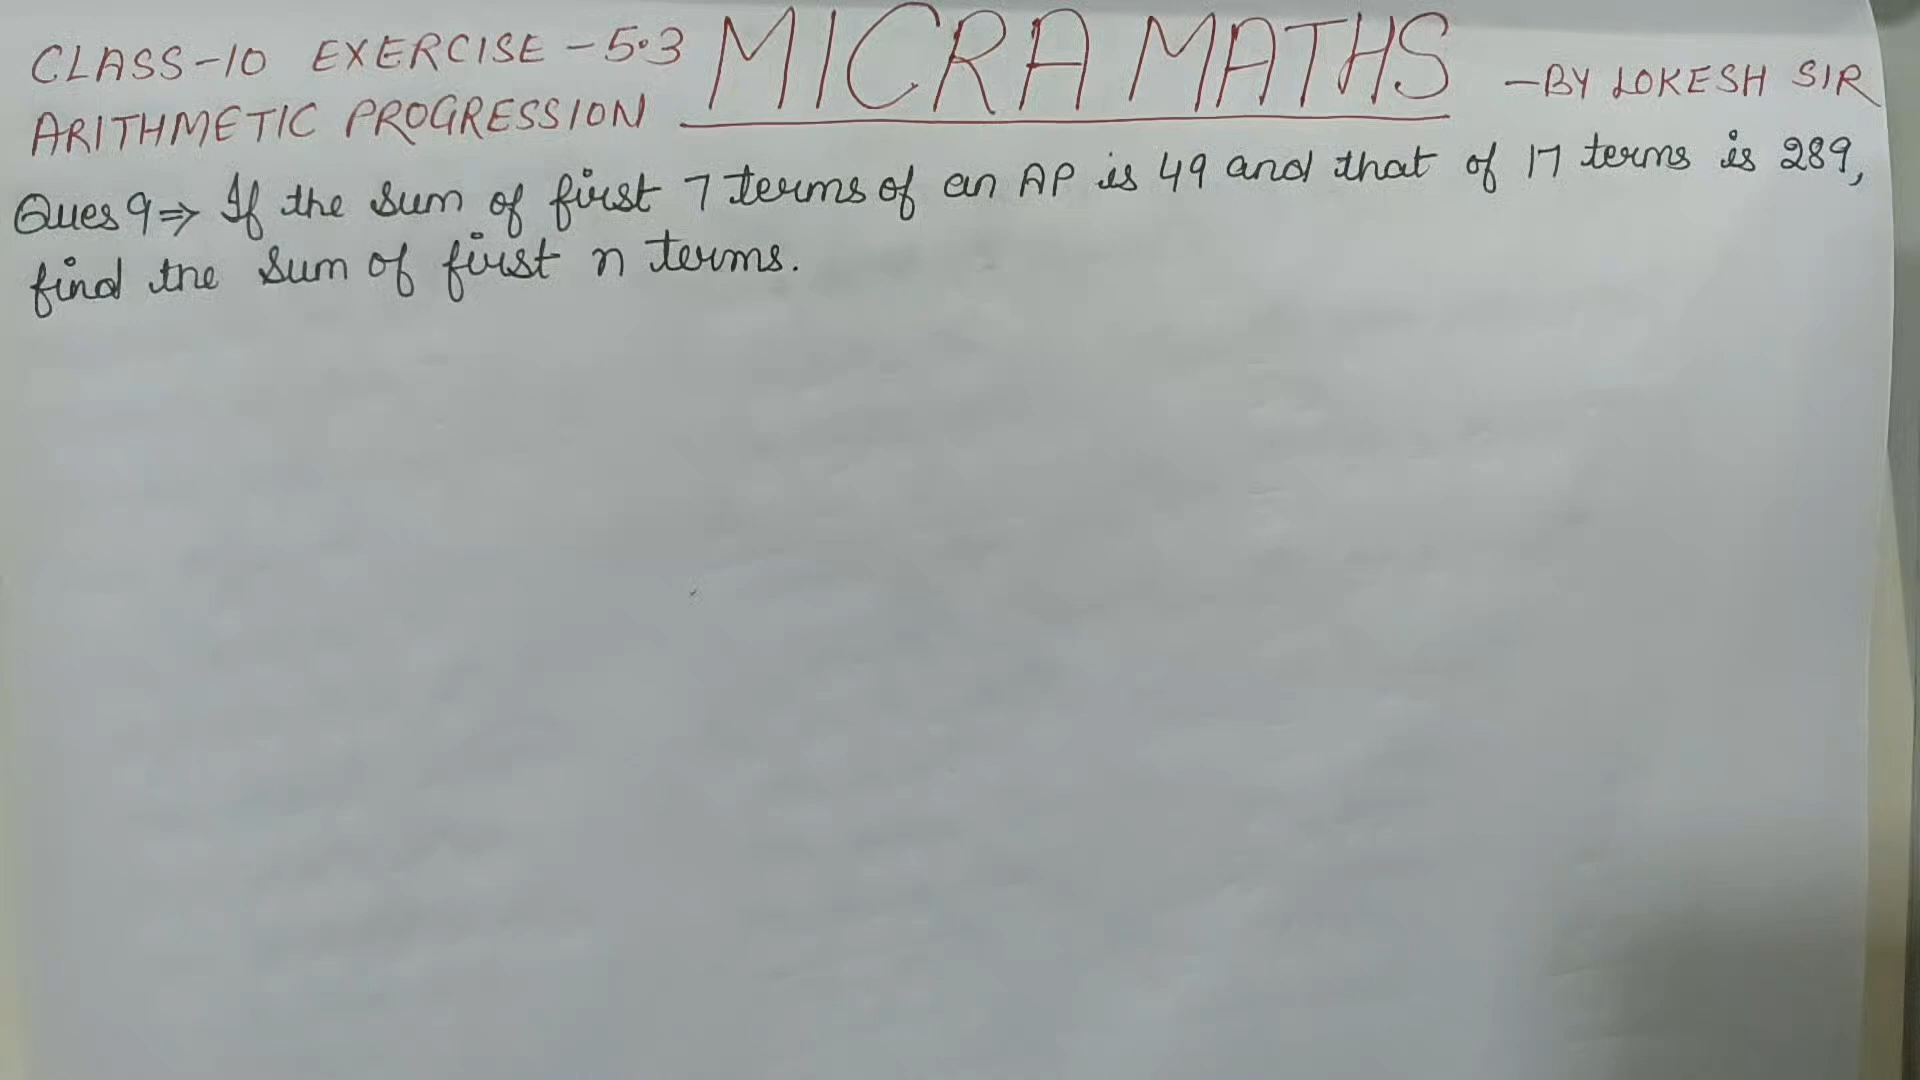 CLASS-10 EXERCISE - 5.3 MICRA MATHS - BY LOKESH SIR
ARITHMETIC PROGRESSION
Ques 9⇒ If the sum of first 7 terms of an AP is 49 and that of 17 terms is 289,
find the sum of first n terms.